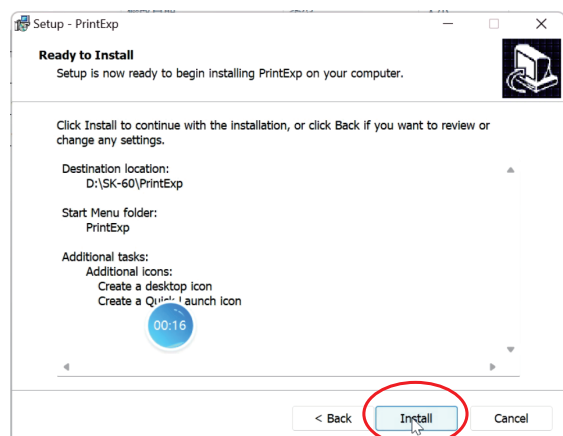 Setup - PrintExp
Ready to Install
Setup is now ready to begin installing PrintExp on your computer.
Click Install to continue with the installation, or click Back if you want to review or
change any settings.
Destination location:
D:\SK-60\PrintExp
Start Menu folder:
PrintExp
Additional tasks:
Additional icons:
Create a desktop icon
Create a Quick Launch icon
00:16
< Back
Install
Cancel